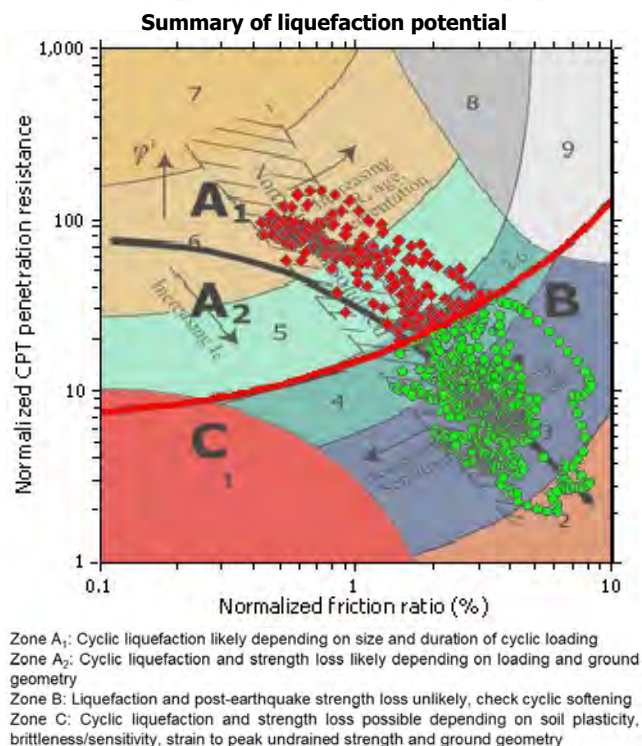 Summary of liquefaction potential
1,000
100
10
1
0.1
1
10
Normalized CPT penetration resistance
Normalized friction ratio (%)
7
8
9
φ'
A1
Increasing
6
A2
Increasing Ic
5
B
4
C
1
3
2
Zone A1: Cyclic liquefaction likely depending on size and duration of cyclic loading
Zone A2: Cyclic liquefaction and strength loss likely depending on loading and ground
geometry
Zone B: Liquefaction and post-earthquake strength loss unlikely, check cyclic softening
Zone C: Cyclic liquefaction and strength loss possible depending on soil plasticity,
brittleness/sensitivity, strain to peak undrained strength and ground geometry